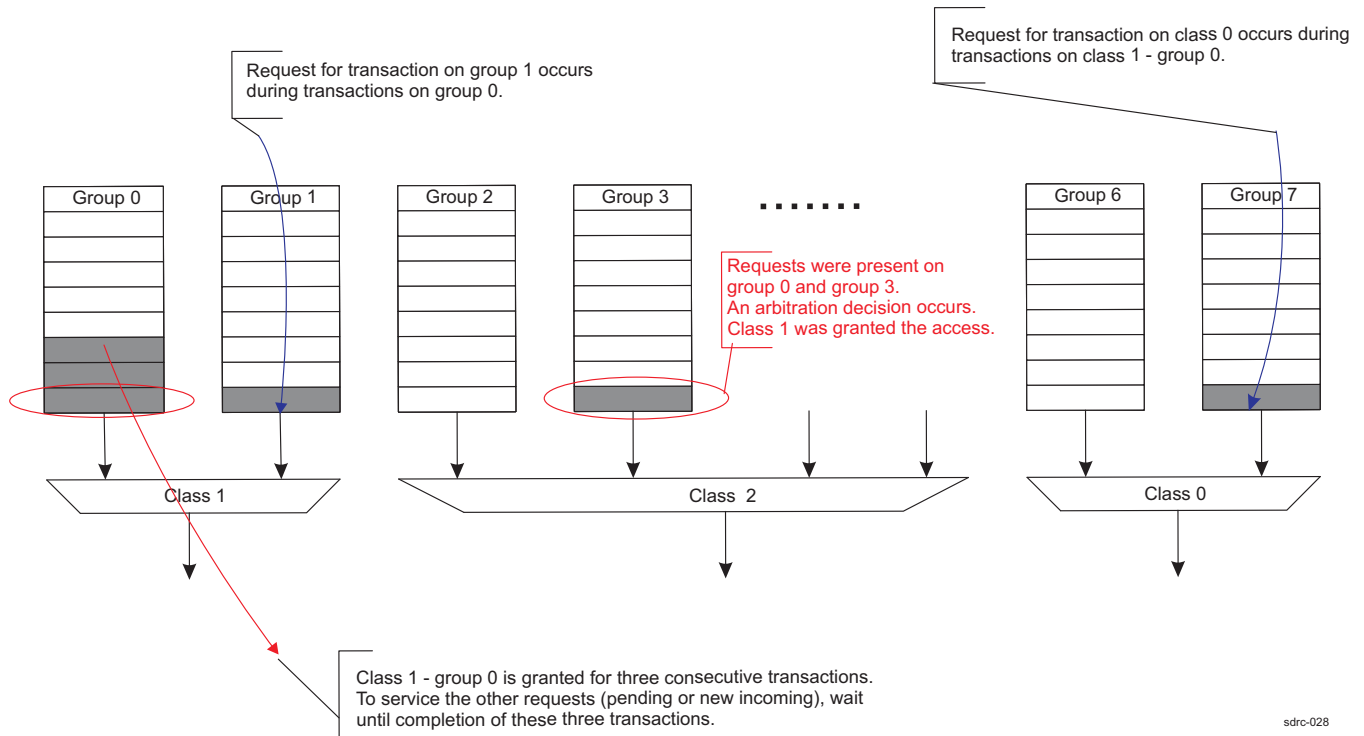 Request for transaction on class 0 occurs during
transactions on class 1 - group 0.
Request for transaction on group 1 occurs
during transactions on group 0.
Group 0
Group 1
Group 2
Group 3
.......
Group 6
Group 7
Requests were present on
group 0 and group 3.
An arbitration decision occurs.
Class 1 was granted the access.
Class 1
Class 2
Class 0
Class 1 - group 0 is granted for three consecutive transactions.
To service the other requests (pending or new incoming), wait
until completion of these three transactions.
sdrc-028